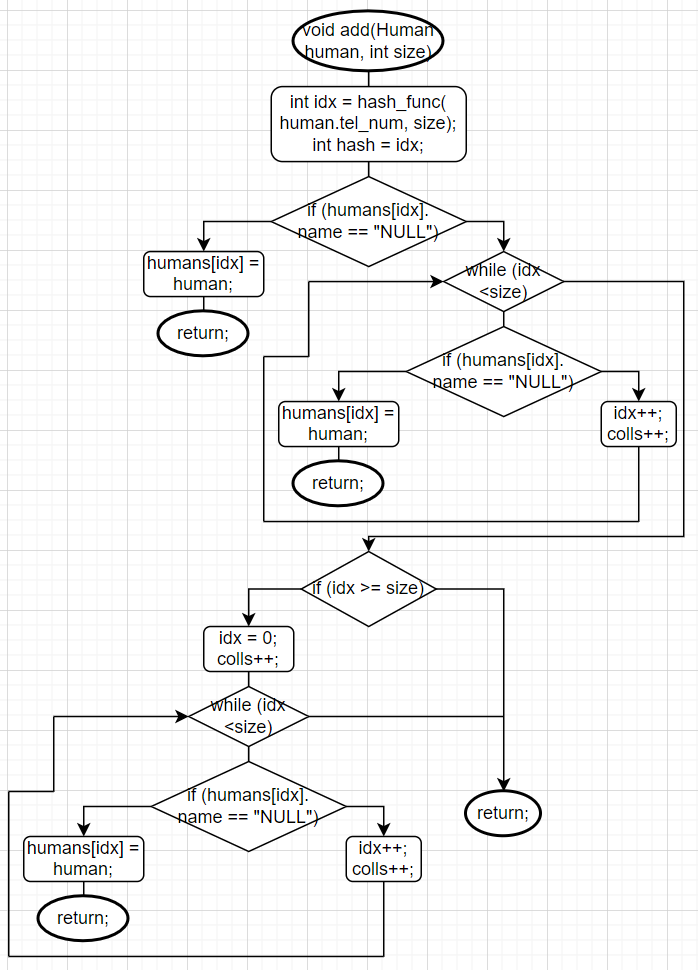 void add(Human
human, int size)
int idx = hash_func(
human.tel_num, size);
int hash = idx;
if (humans[idx].
name == "NULL")
humans[idx] =
human;
return;
while (idx
<size)
if (humans[idx].
name == "NULL")
humans[idx] =
human;
return;
idx++;
colls++;
if (idx >= size)
idx = 0;
colls++;
while (idx
<size)
if (humans[idx].
name == "NULL")
humans[idx] =
human;
return;
idx++;
colls++;
return;